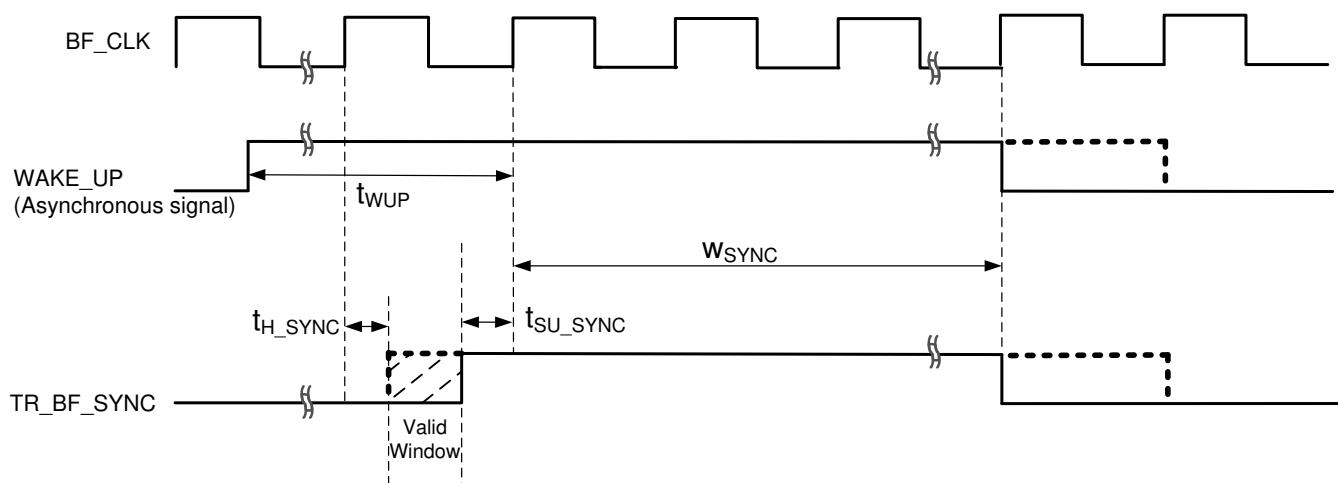 BF_CLK
WAKE_UP
(Asynchronous signal)
tWUP
wSYNC
tH_SYNC
tSU_SYNC
TR_BF_SYNC
Valid
Window